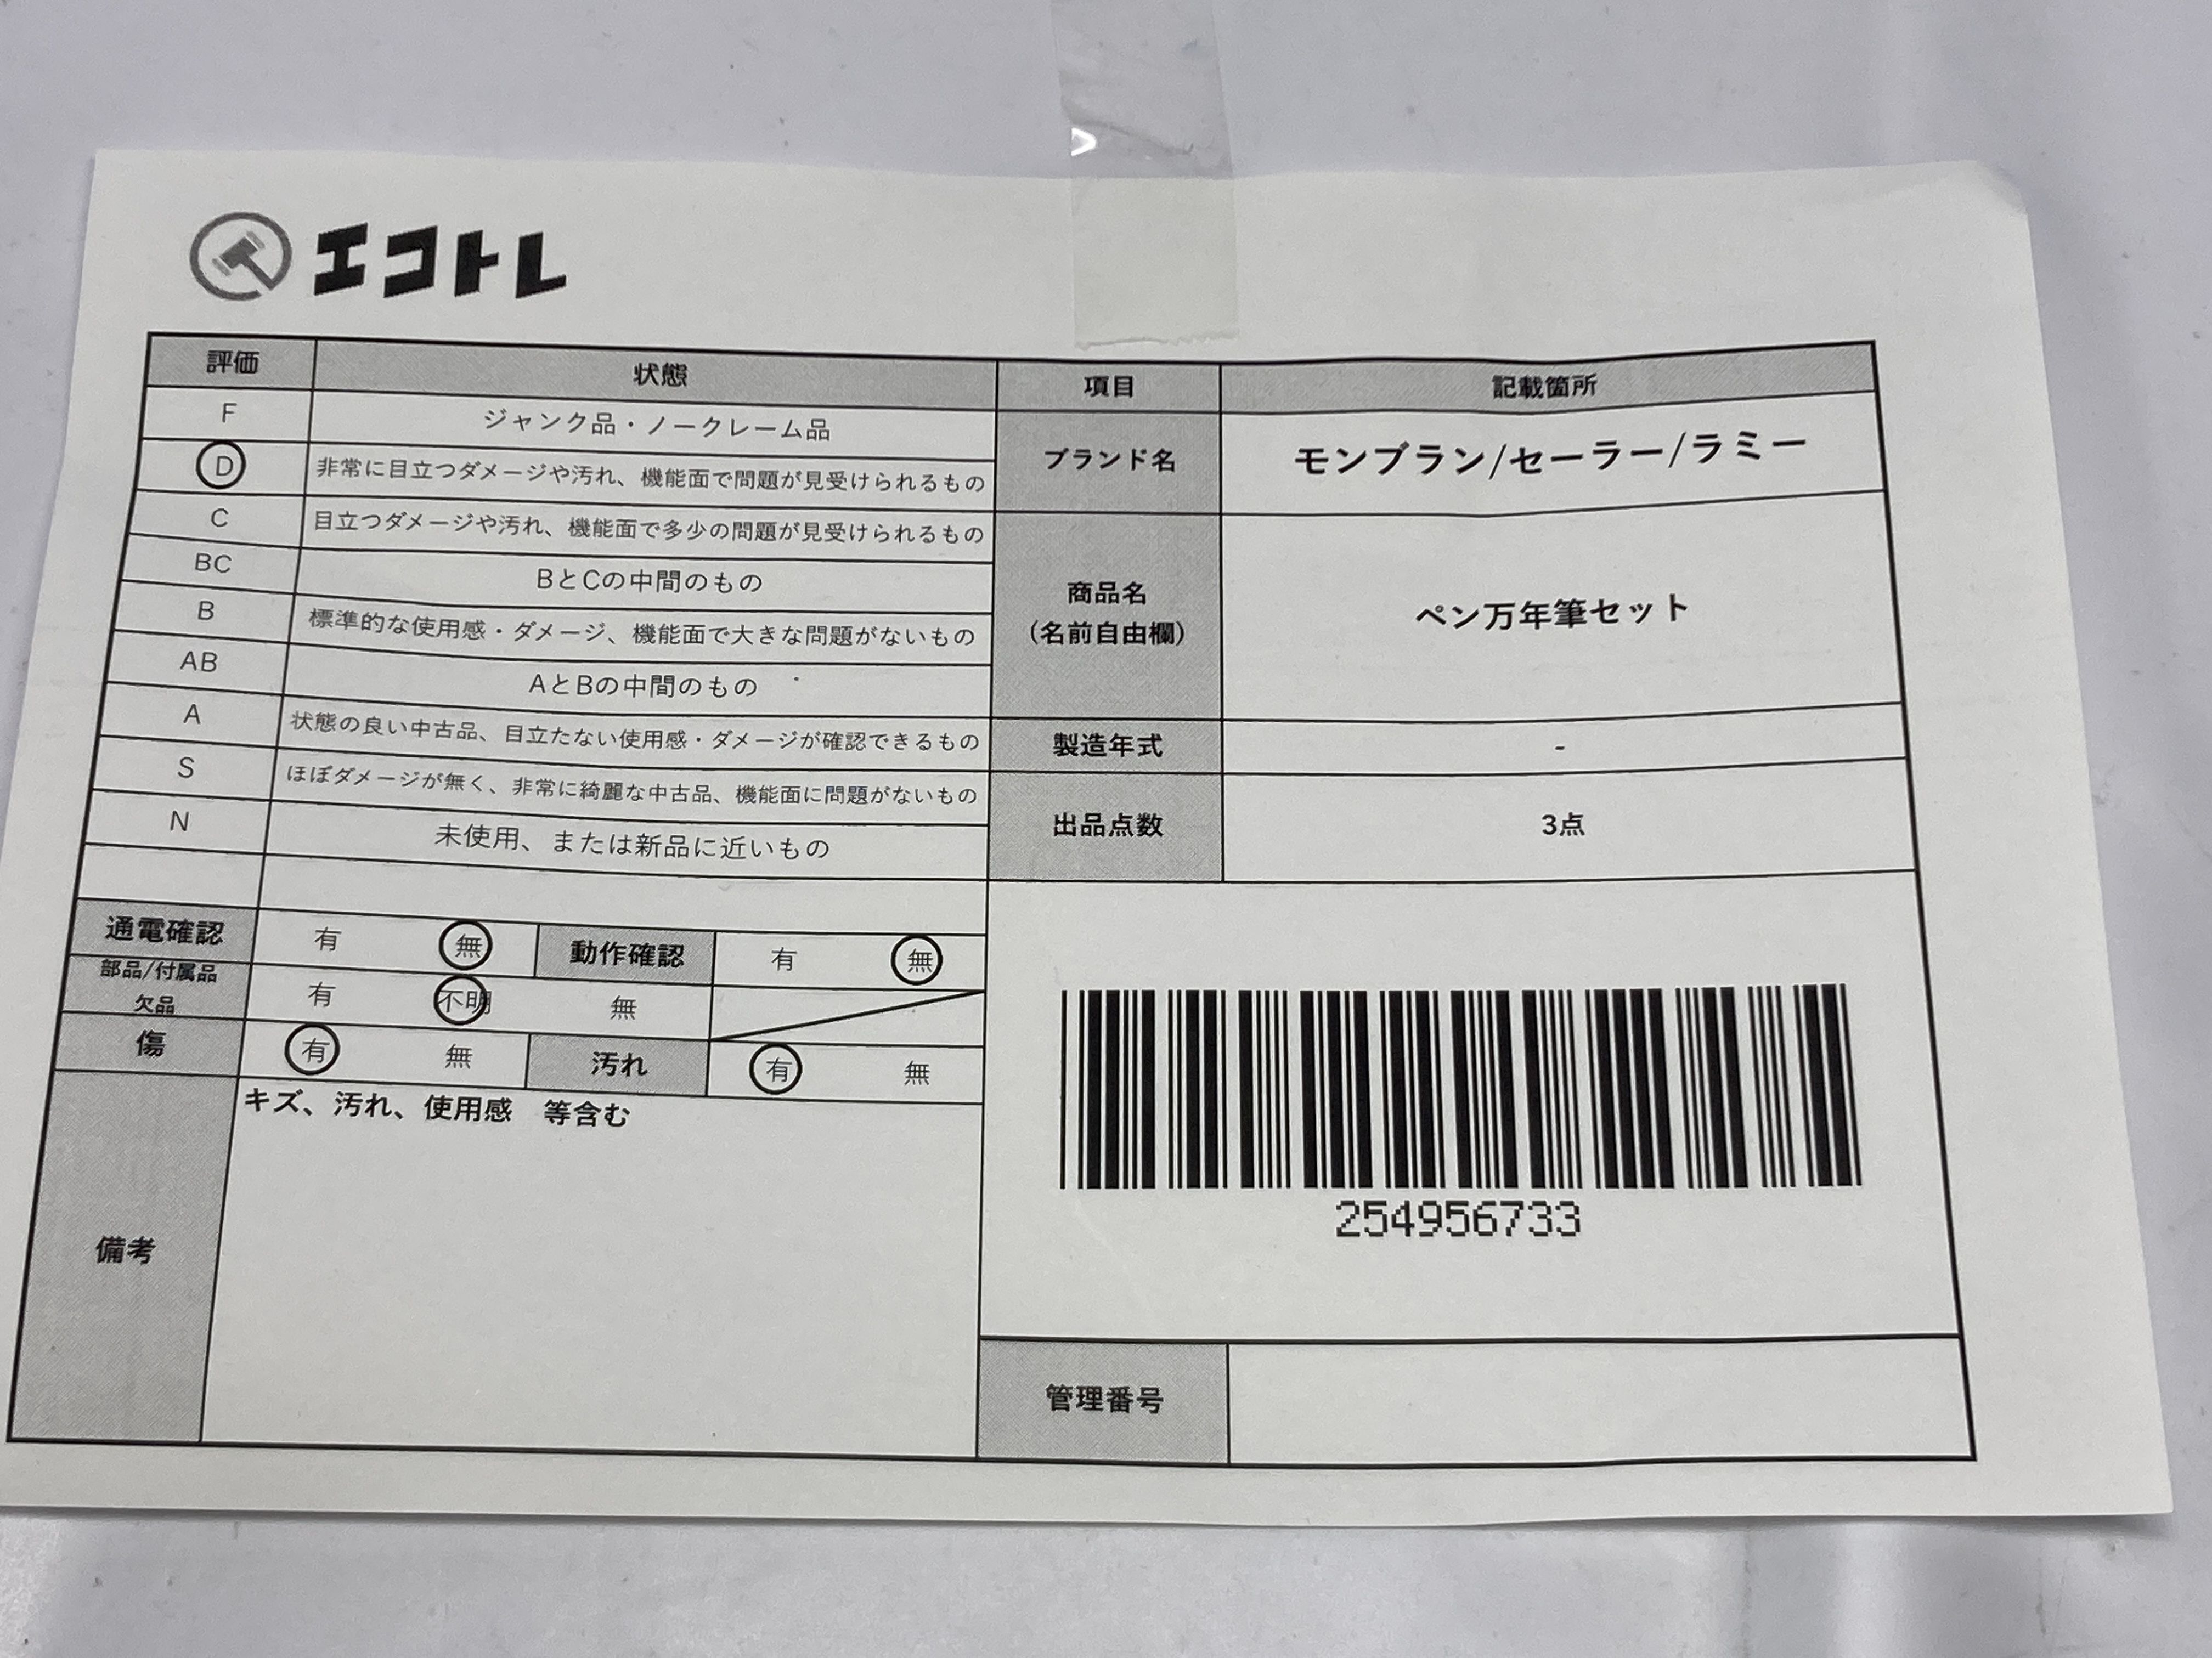 エコトレ
評価 状態 項目 記載箇所
F ジャンク品・ノークレーム品
D 非常に目立つダメージや汚れ、機能面で問題が見受けられるもの
C 目立つダメージや汚れ、機能面で多少の問題が見受けられるもの
BC BとCの中間のもの
B 標準的な使用感・ダメージ、機能面で大きな問題がないもの
AB AとBの中間のもの
A 状態の良い中古品、目立たない使用感・ダメージが確認できるもの
S ほぼダメージが無く、非常に綺麗な中古品、機能面に問題がないもの
N 未使用、または新品に近いもの
ブランド名 モンブラン/セーラー/ラミー
商品名
（名前自由欄）
ペン万年筆セット
製造年式 -
出品点数 3点
通電確認 有 無 動作確認 有 無
部品/付属品
欠品
有 不明 無
傷 有 無 汚れ 有 無
備考
キズ、汚れ、使用感　等含む
254956733
管理番号